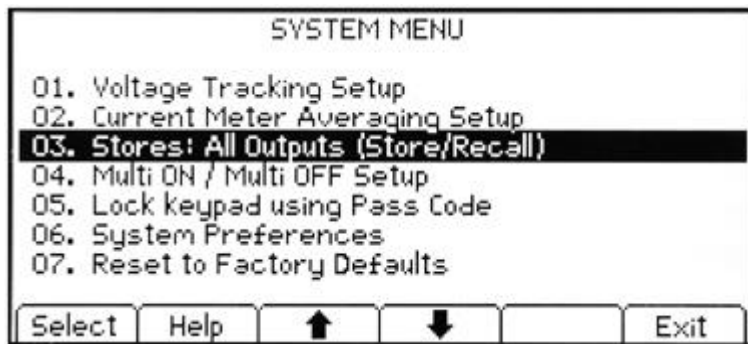 SYSTEM MENU
01. Voltage Tracking Setup
02. Current Meter Averaging Setup
03. Stores: All Outputs (Store/Recall)
04. Multi ON / Multi OFF Setup
05. Lock keypad using Pass Code
06. System Preferences
07. Reset to Factory Defaults
Select Help ↑ ↓ Exit